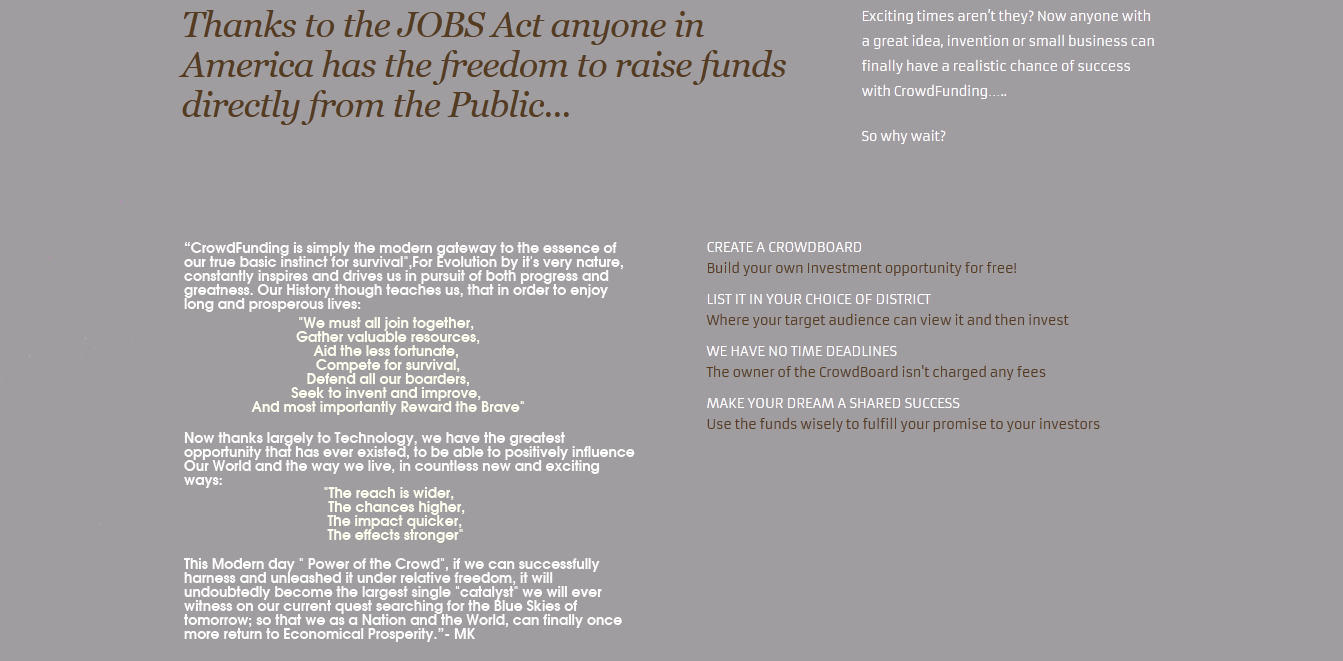 Thanks to the JOBS Act anyone in
America has the freedom to raise funds
directly from the Public...
Exciting times aren't they? Now anyone with
a great idea, invention or small business can
finally have a realistic chance of success
with CrowdFunding.....
So why wait?
“CrowdFunding is simply the modern gateway to the essence of
our true basic instinct for survival",For Evolution by it's very nature,
constantly inspires and drives us in pursuit of both progress and
greatness. Our History though teaches us, that in order to enjoy
long and prosperous lives:
"We must all join together,
Gather valuable resources,
Aid the less fortunate,
Compete for survival,
Defend all our boarders,
Seek to invent and improve,
And most importantly Reward the Brave"
Now thanks largely to Technology, we have the greatest
opportunity that has ever existed, to be able to positively influence
Our World and the way we live, in countless new and exciting
ways:
"The reach is wider,
The chances higher,
The impact quicker,
The effects stronger"
This Modern day " Power of the Crowd", if we can successfully
harness and unleashed it under relative freedom, it will
undoubtedly become the largest single "catalyst" we will ever
witness on our current quest searching for the Blue Skies of
tomorrow; so that we as a Nation and the World, can finally once
more return to Economical Prosperity.”- MK
CREATE A CROWDBOARD
Build your own Investment opportunity for free!
LIST IT IN YOUR CHOICE OF DISTRICT
Where your target audience can view it and then invest
WE HAVE NO TIME DEADLINES
The owner of the CrowdBoard isn't charged any fees
MAKE YOUR DREAM A SHARED SUCCESS
Use the funds wisely to fulfill your promise to your investors